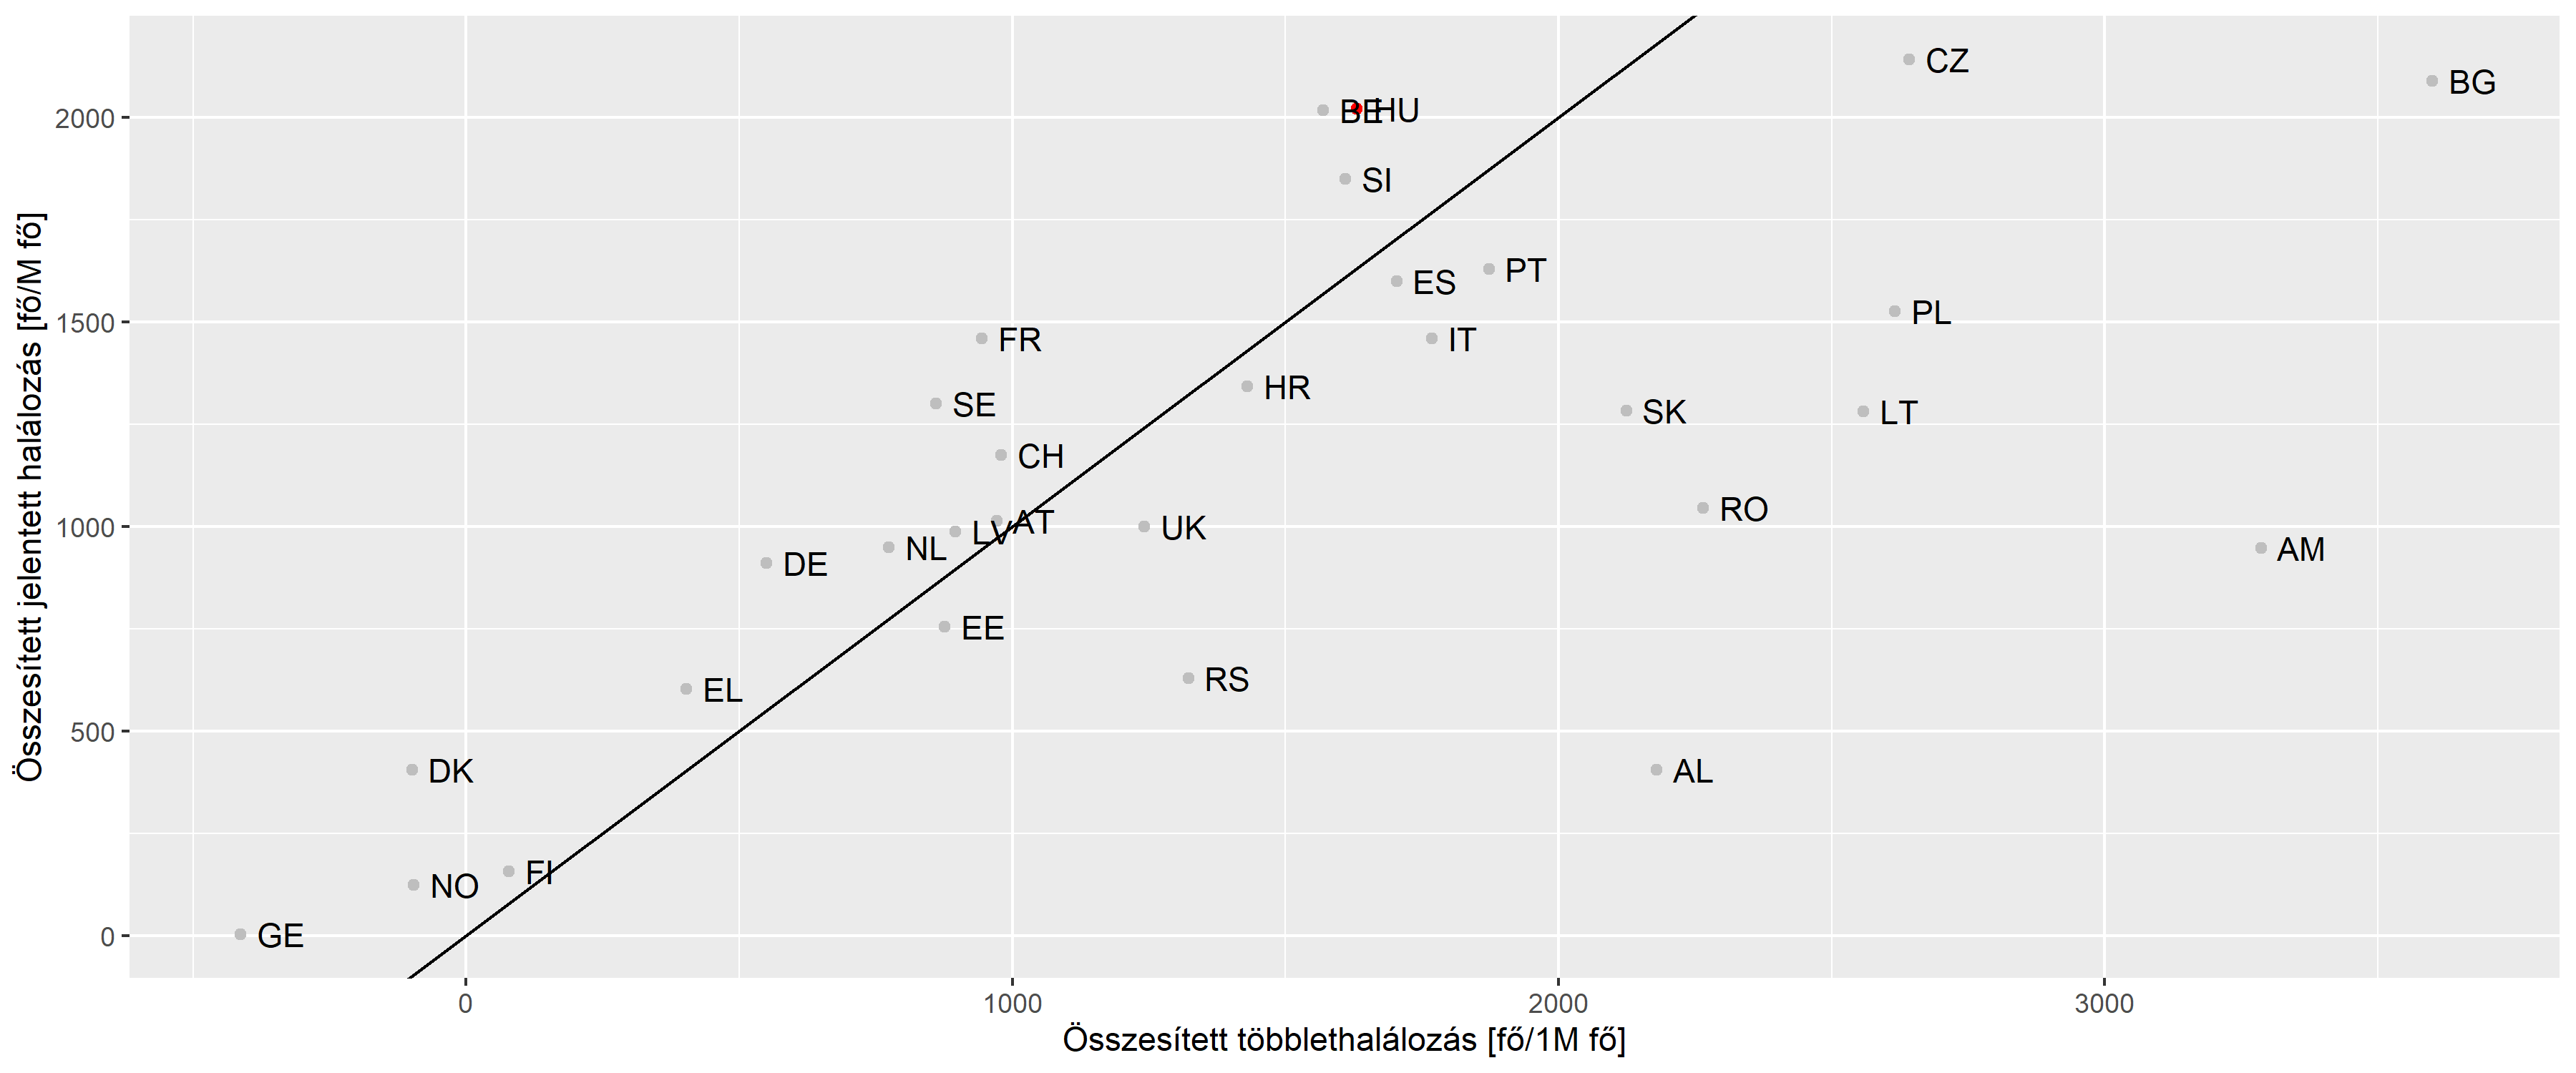 Összesített jelentett halálozás [fő/M fő]
2000
1500
1000
500
0
CZ
BG
BE
HU
SI
PT
ES
PL
FR
IT
HR
SE
SK
LT
CH
RO
AT
UK
LV
NL
AM
DE
EE
RS
EL
DK
AL
FI
NO
GE
0
1000
2000
3000
Összesített többlethalálozás [fő/1M fő]